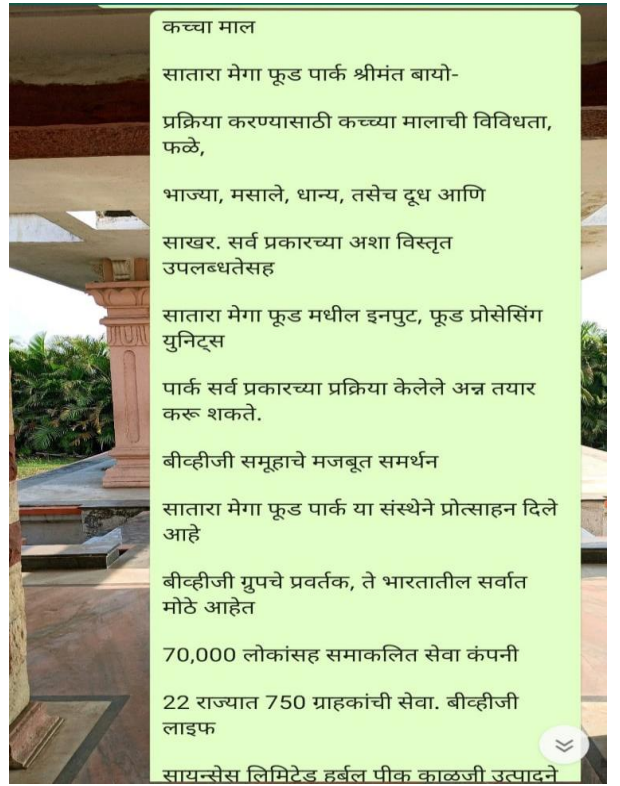 कच्चा माल
सातारा मेगा फूड पार्क श्रीमंत बायो-
प्रक्रिया करण्यासाठी कच्च्या मालाची विविधता,
फळे,
भाज्या, मसाले, धान्य, तसेच दूध आणि
साखर. सर्व प्रकारच्या अशा विस्तृत
उपलब्धतेसह
सातारा मेगा फूड मधील इनपुट, फूड प्रोसेसिंग
युनिट्स
पार्क सर्व प्रकारच्या प्रक्रिया केलेले अन्न तयार
करू शकते.
बीव्हीजी समूहाचे मजबूत समर्थन
सातारा मेगा फूड पार्क या संस्थेने प्रोत्साहन दिले
आहे
बीव्हीजी ग्रुपचे प्रवर्तक, ते भारतातील सर्वात
मोठे आहेत
70,000 लोकांसह समाकलित सेवा कंपनी
22 राज्यात 750 ग्राहकांची सेवा. बीव्हीजी
लाइफ
सायन्सेस लिमिटेड हर्बल पीक काळजी उत्पादने